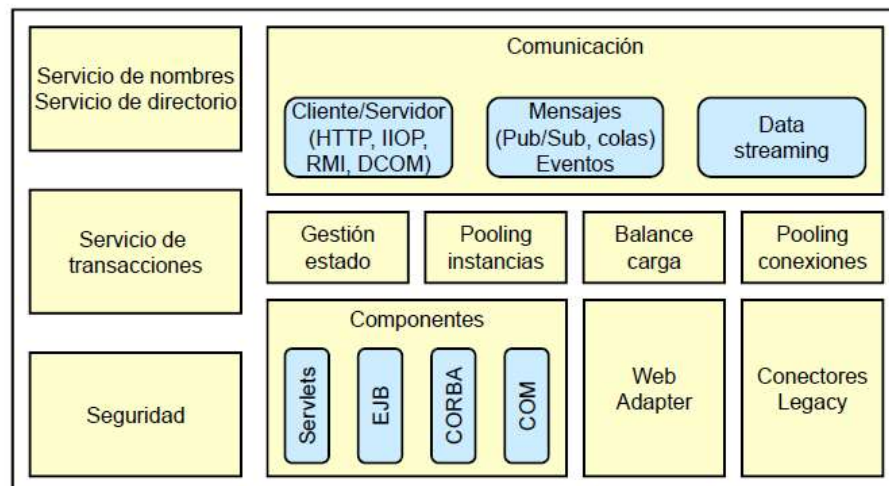 Servicio de nombres
Servicio de directorio
Comunicación
Cliente/Servidor
(HTTP, IIOP,
RMI, DCOM)
Mensajes
(Pub/Sub, colas)
Eventos
Data
streaming
Servicio de
transacciones
Gestión
estado
Pooling
instancias
Balance
carga
Pooling
conexiones
Seguridad
Componentes
Servlets
EJB
CORBA
COM
Web
Adapter
Conectores
Legacy